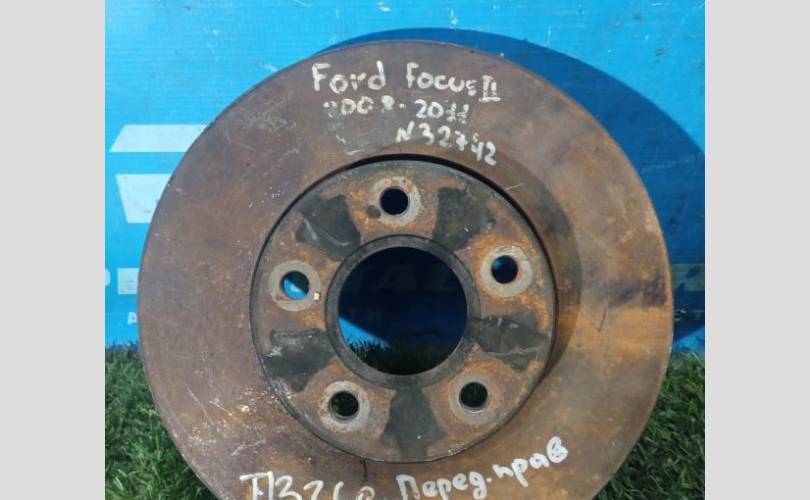 Ford Focus II
2008-2011
N32742
Перед.прав